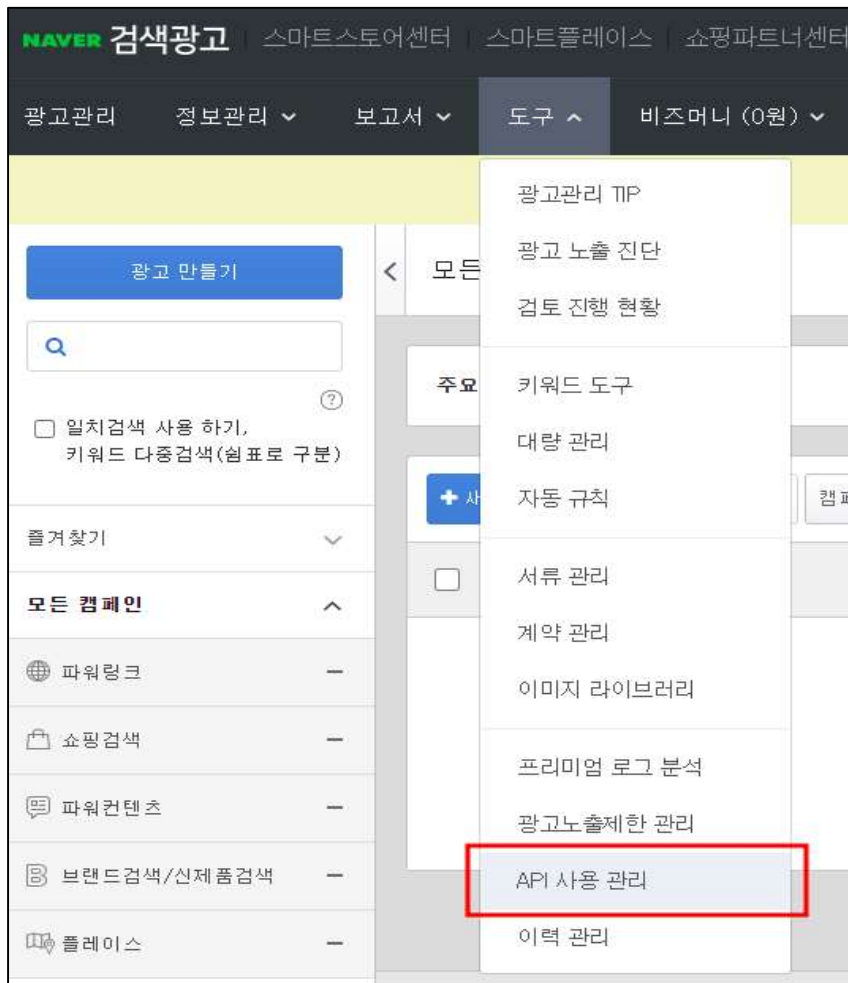 NAVER 검색광고 스마트스토어센터 스마트플레이스 쇼핑파트너센터
광고관리 정보관리 보고서 도구 비즈머니 (0원)
광고 만들기
일치검색 사용 하기,
키워드 다중검색(쉼표로 구분)
즐겨찾기
모든 캠페인
파워링크
쇼핑검색
파워컨텐츠
브랜드검색/신제품검색
플레이스
모든
주요
광고관리 TIP
광고 노출 진단
검토 진행 현황
키워드 도구
대량 관리
자동 규칙
서류 관리
계약 관리
이미지 라이브러리
프리미엄 로그 분석
광고노출제한 관리
API 사용 관리
이력 관리